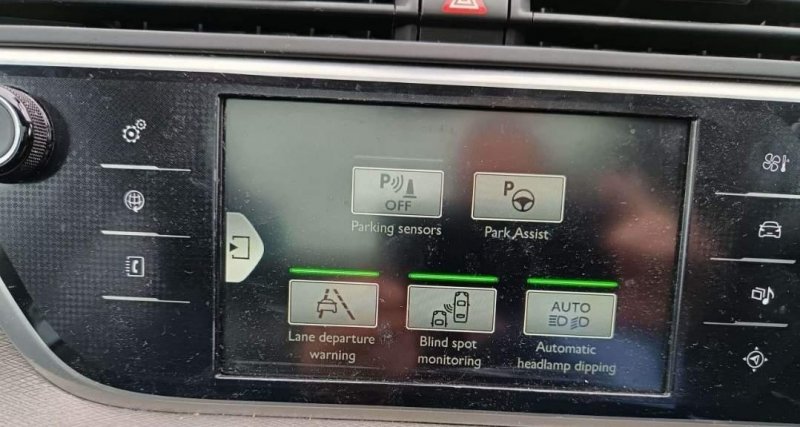 P
OFF
Parking sensors
P
Park Assist
Lane departure
warning
Blind spot
monitoring
AUTO
Automatic
headlamp dipping